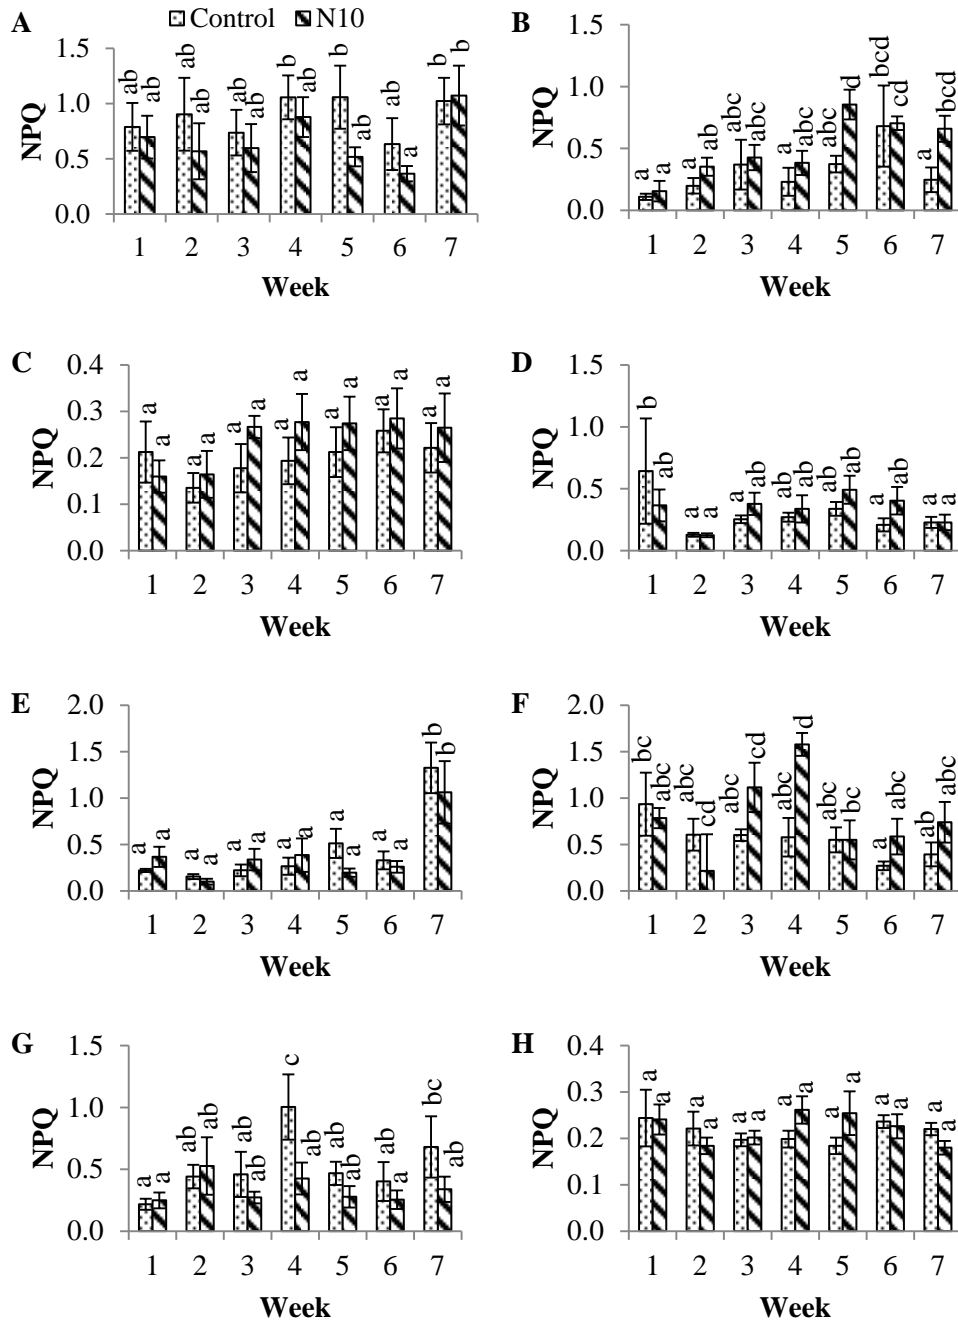 A
Control N10
NPQ
1.5
1.0
0.5
0.0
ab ab ab ab ab ab b ab b ab ab a b b
1 2 3 4 5 6 7
Week
B
NPQ
1.5
1.0
0.5
0.0
a a a ab abc abc a abc abc d bcd cd a bcd
1 2 3 4 5 6 7
Week
C
NPQ
0.4
0.3
0.2
0.1
0.0
a a a a a a a a a a a a a a
1 2 3 4 5 6 7
Week
D
NPQ
1.5
1.0
0.5
0.0
b ab a a a ab ab ab ab ab a ab a a
1 2 3 4 5 6 7
Week
E
NPQ
2.0
1.5
1.0
0.5
0.0
a a a a a a a a a a a a b b
1 2 3 4 5 6 7
Week
F
NPQ
2.0
1.5
1.0
0.5
0.0
bc abc abc cd abc cd abc d abc bc a abc ab abc
1 2 3 4 5 6 7
Week
G
NPQ
1.5
1.0
0.5
0.0
a a ab ab ab ab c ab ab ab ab a bc ab
1 2 3 4 5 6 7
Week
H
NPQ
0.4
0.3
0.2
0.1
0.0
a a a a a a a a a a a a a a
1 2 3 4 5 6 7
Week